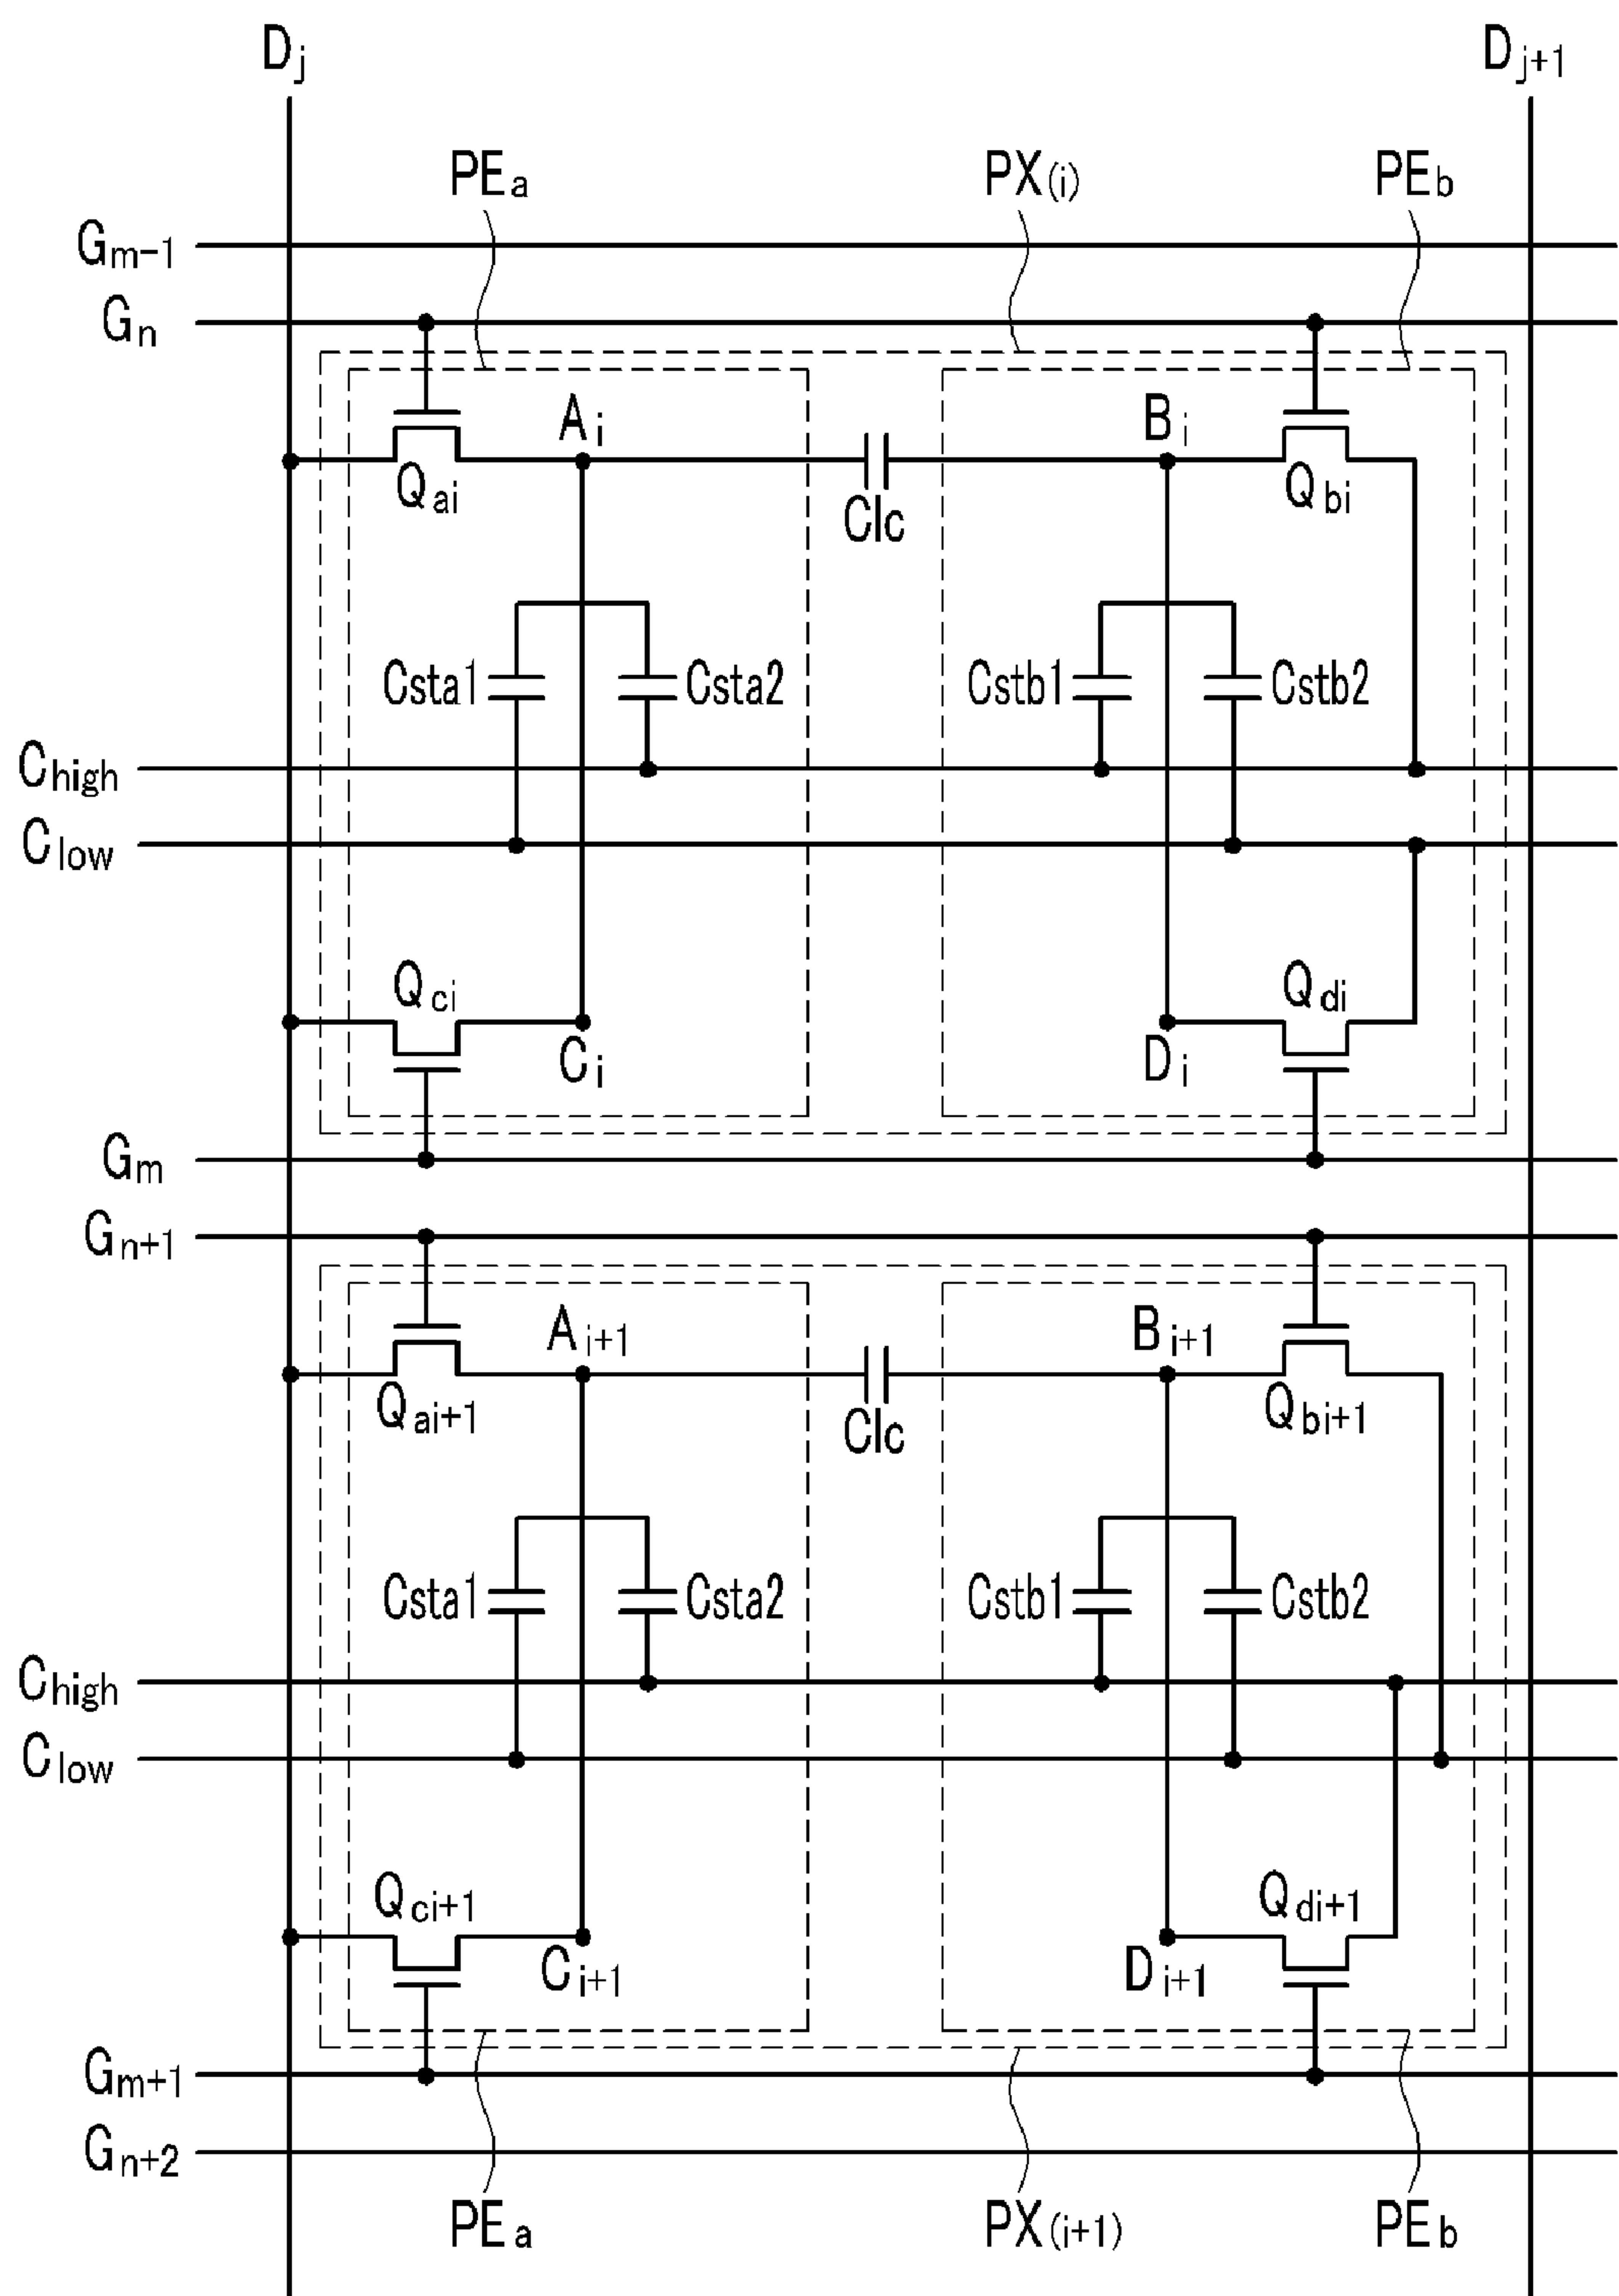 Dj Dj+1
PEa PX(i) PEb
Gm-1
Gn
Ai Bi
Qai Qbi
Clc
Csta1 Csta2 Cstb1 Cstb2
Chigh
Clow
Qci Qdi
Ci Di
Gm
Gn+1
Ai+1 Bi+1
Qai+1 Qbi+1
Clc
Csta1 Csta2 Cstb1 Cstb2
Chigh
Clow
Qci+1 Qdi+1
Ci+1 Di+1
Gm+1
Gn+2
PEa PX(i+1) PEb